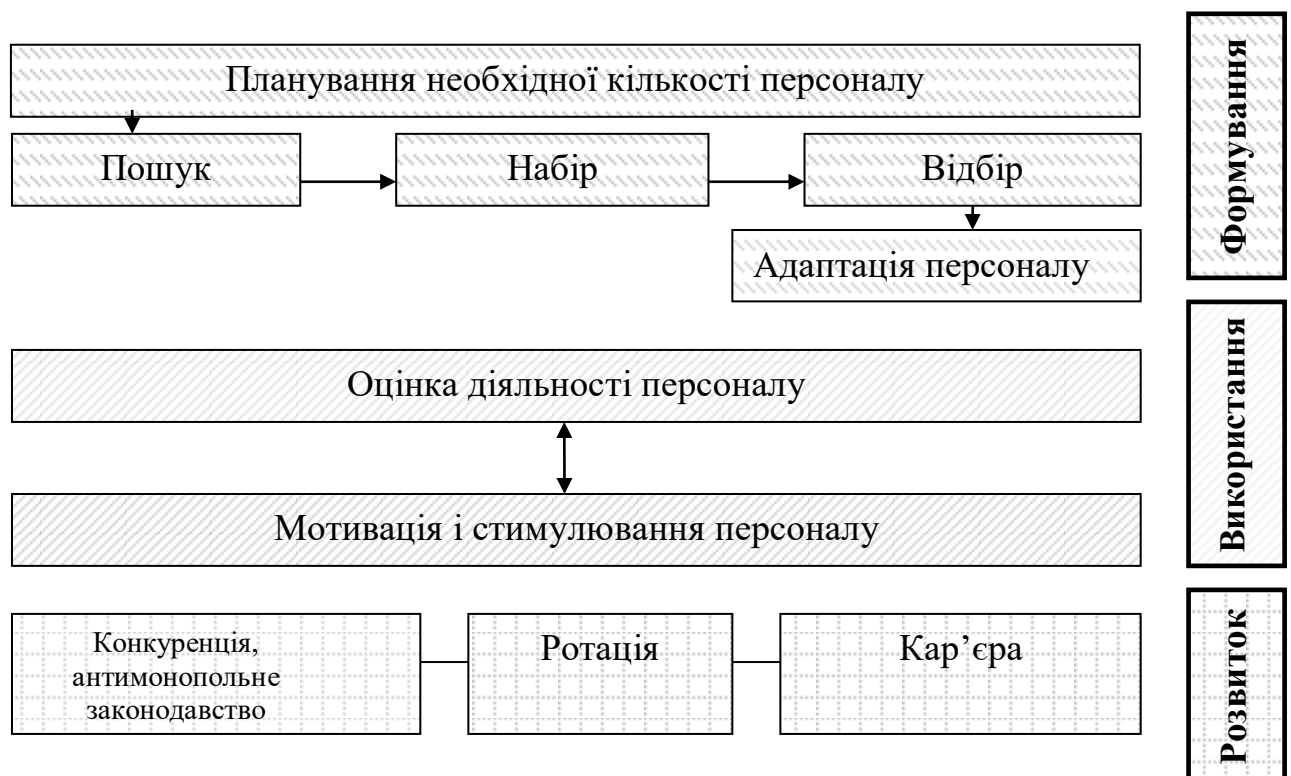 Планування необхідної кількості персоналу
Пошук
Набір
Відбір
Адаптація персоналу
Формування
Оцінка діяльності персоналу
Мотивація і стимулювання персоналу
Використання
Конкуренція,
антимонопольне
законодавство
Ротація
Кар’єра
Розвиток